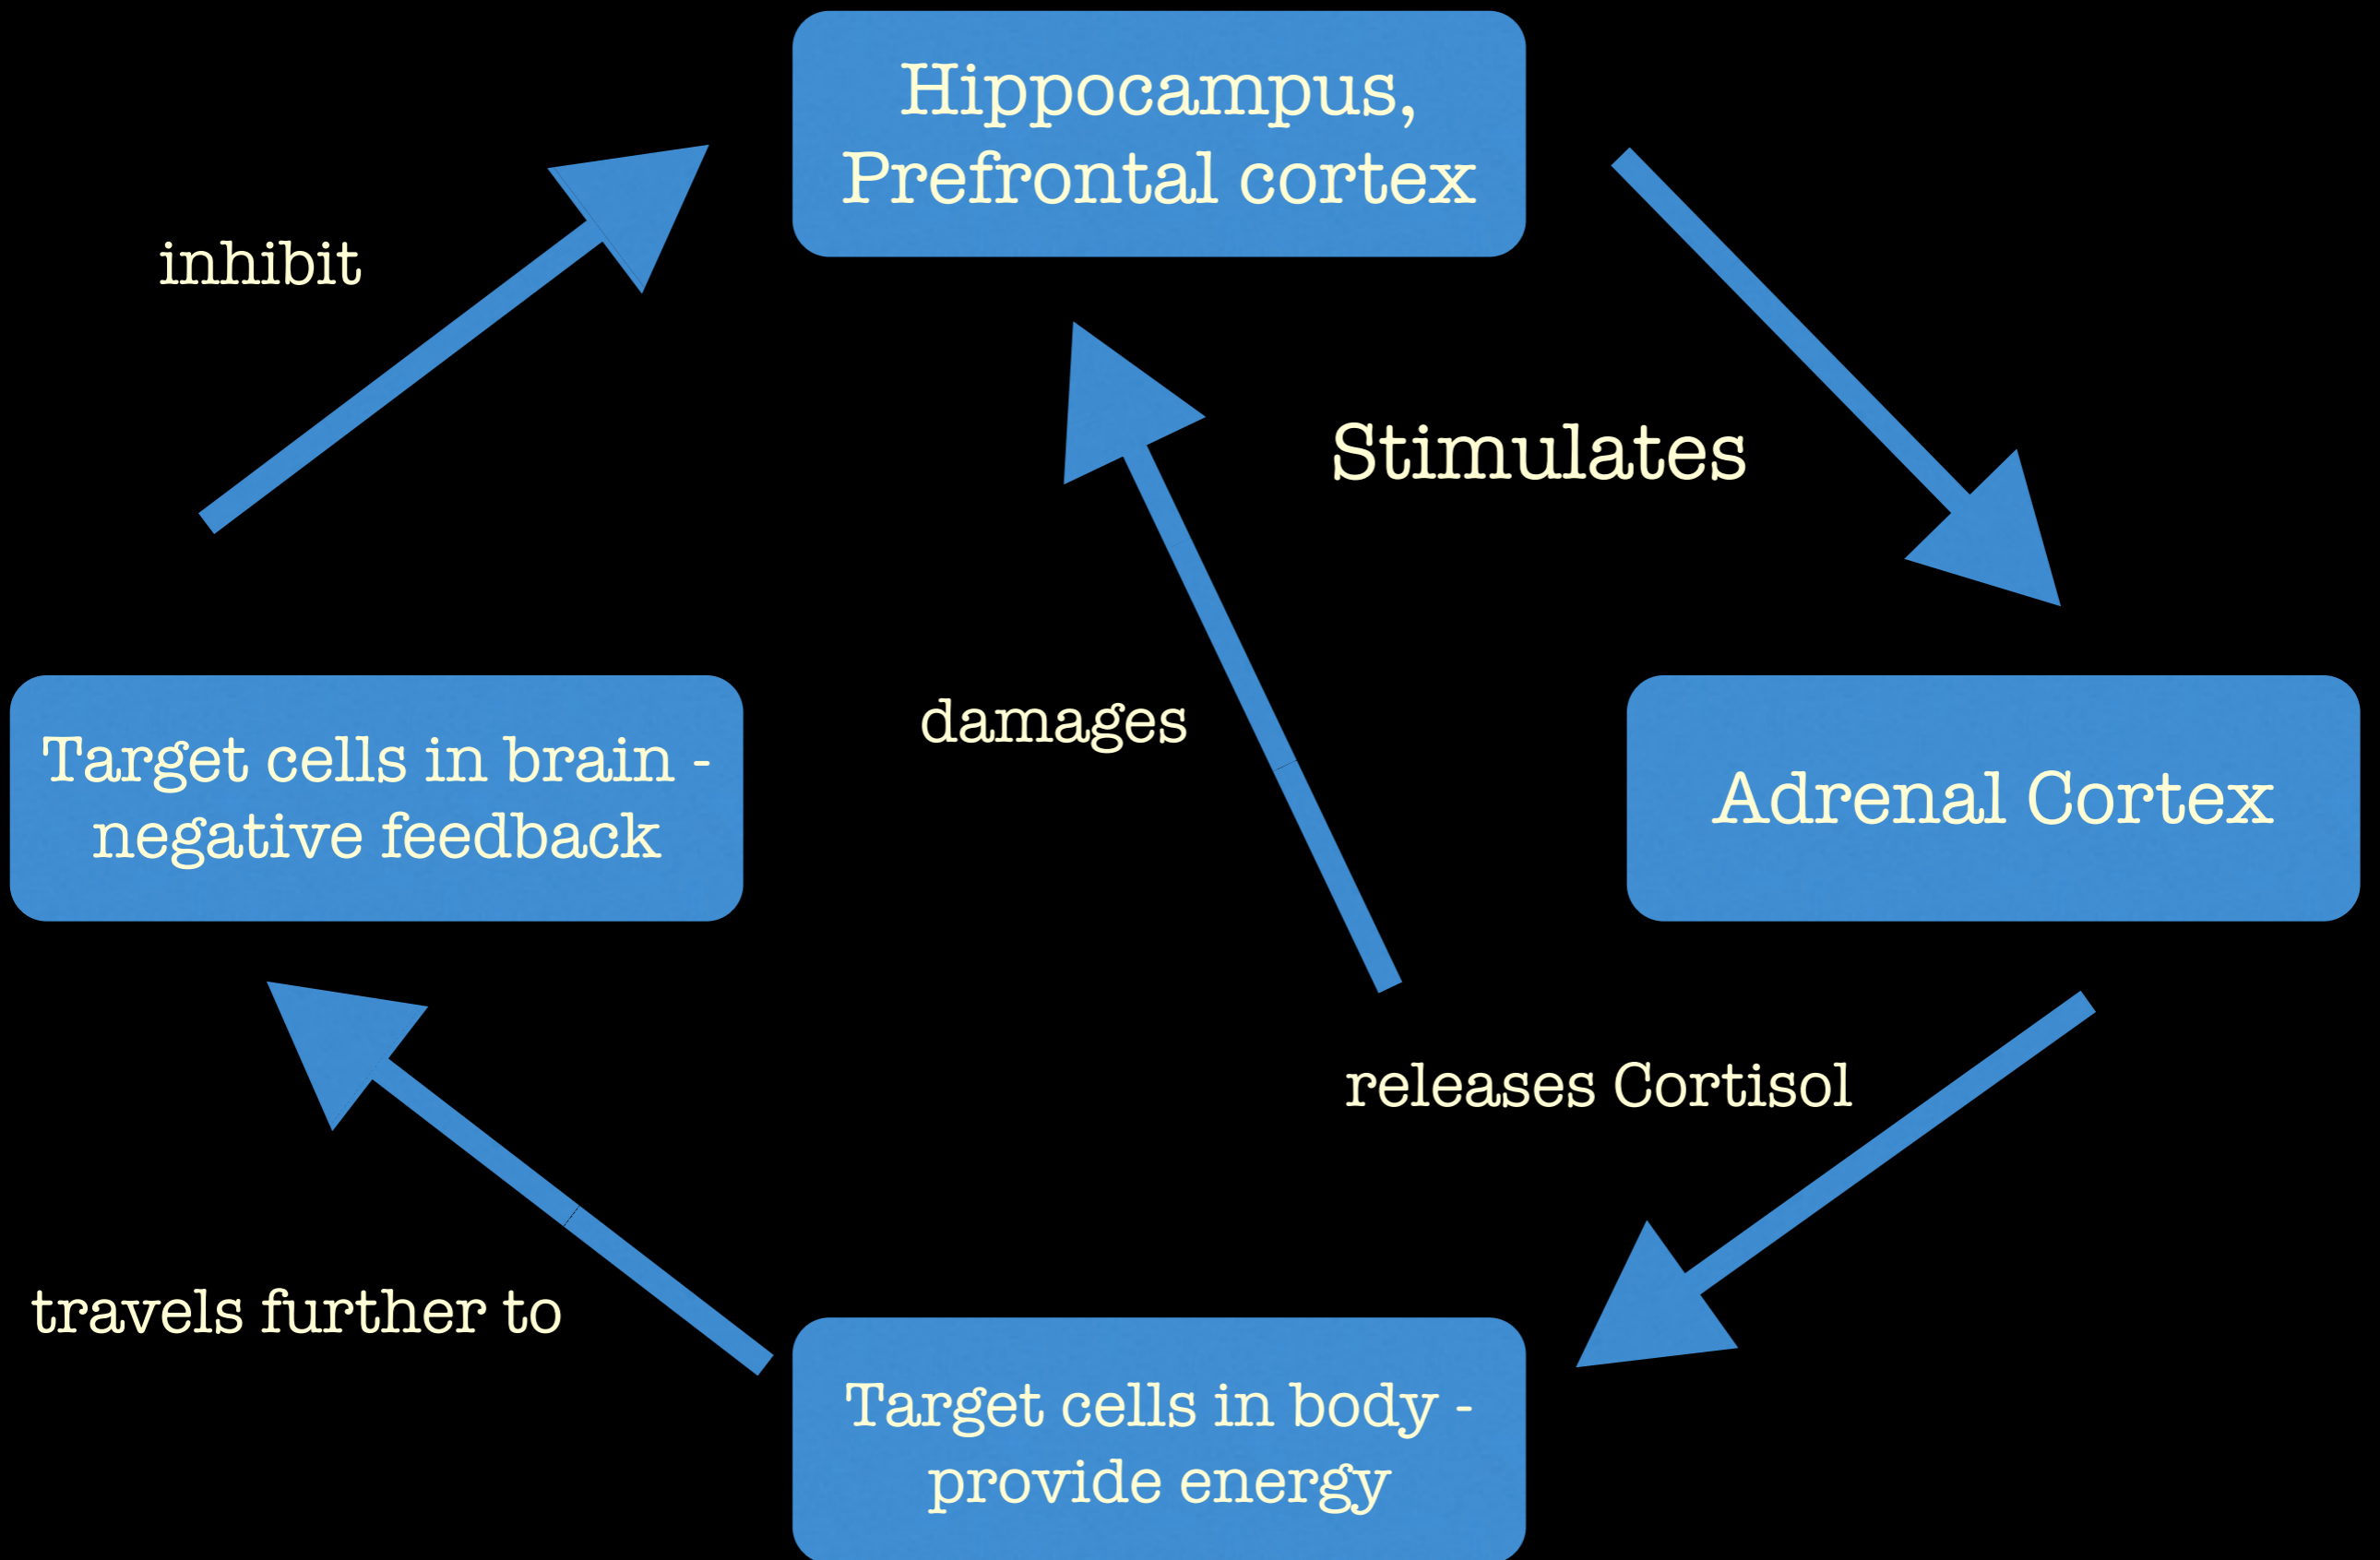 Hippocampus,
Prefrontal cortex
inhibit
Stimulates
damages
Target cells in brain -
negative feedback
Adrenal Cortex
releases Cortisol
travels further to
Target cells in body -
provide energy